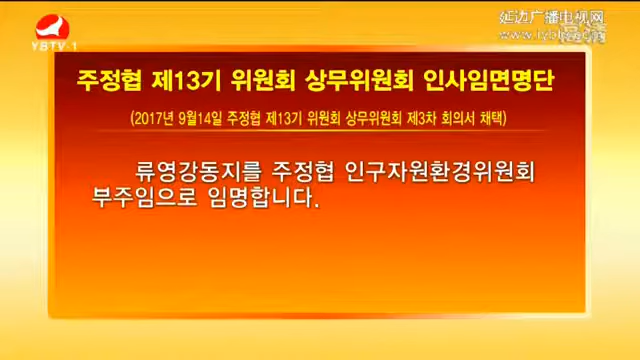 YBTV-1
延边广播电视网
주정협 제13기 위원회 상무위원회 인사임면명단
(2017년 9월14일 주정협 제13기 위원회 상무위원회 제3차 회의서 채택)
류영강동지를 주정협 인구자원환경위원회
부주임으로 임명합니다.